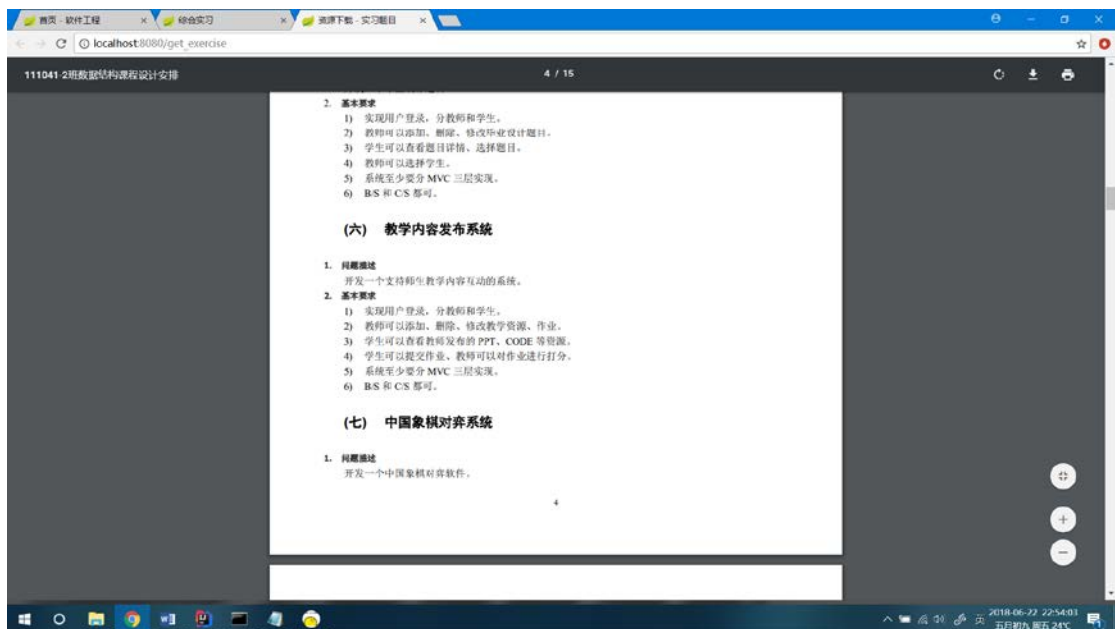 首页 - 软件工程
综合实习
资源下载 - 实习题目
localhost:8080/get_exercise
111041-2班数据结构课程设计安排
4 / 15
2. 基本要求
1) 实现用户登录，分教师和学生。
2) 教师可以添加、删除、修改毕业设计题目。
3) 学生可以查看题目详情、选择题目。
4) 教师可以选择学生。
5) 系统至少要分 MVC 三层实现。
6) B/S 和 C/S 都可。
(六) 教学内容发布系统
1. 问题描述
开发一个支持师生教学内容互动的系统。
2. 基本要求
1) 实现用户登录，分教师和学生。
2) 教师可以添加、删除、修改教学资源、作业。
3) 学生可以查看教师发布的 PPT、CODE 等资源。
4) 学生可以提交作业、教师可以对作业进行打分。
5) 系统至少要分 MVC 三层实现。
6) B/S 和 C/S 都可。
(七) 中国象棋对弈系统
1. 问题描述
开发一个中国象棋对弈软件。
4
英
2018-06-22 22:54:03
五月初九 周五 24℃